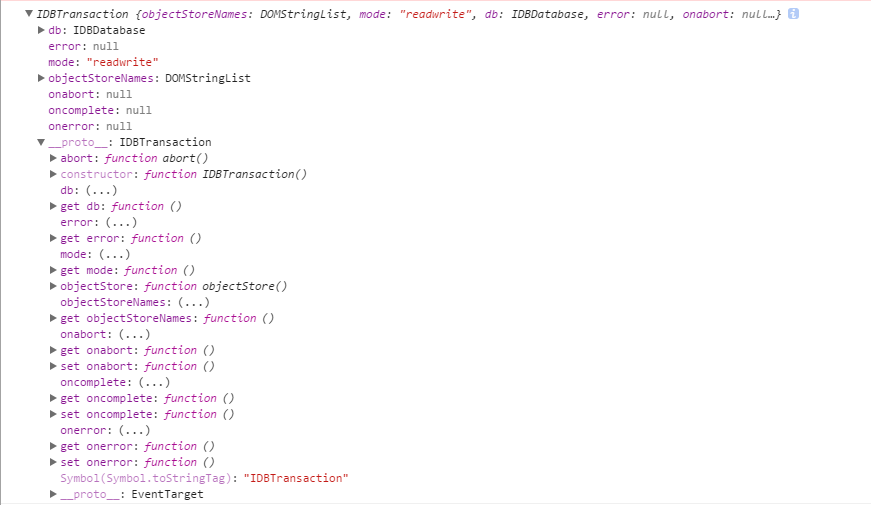 IDBTransaction {objectStoreNames: DOMStringList, mode: "readwrite", db: IDBDatabase, error: null, onabort: null…} i
db: IDBDatabase
error: null
mode: "readwrite"
objectStoreNames: DOMStringList
onabort: null
oncomplete: null
onerror: null
__proto__: IDBTransaction
abort: function abort()
constructor: function IDBTransaction()
db: (...)
get db: function ()
error: (...)
get error: function ()
mode: (...)
get mode: function ()
objectStore: function objectStore()
objectStoreNames: (...)
get objectStoreNames: function ()
onabort: (...)
get onabort: function ()
set onabort: function ()
oncomplete: (...)
get oncomplete: function ()
set oncomplete: function ()
onerror: (...)
get onerror: function ()
set onerror: function ()
Symbol(Symbol.toStringTag): "IDBTransaction"
__proto__: EventTarget